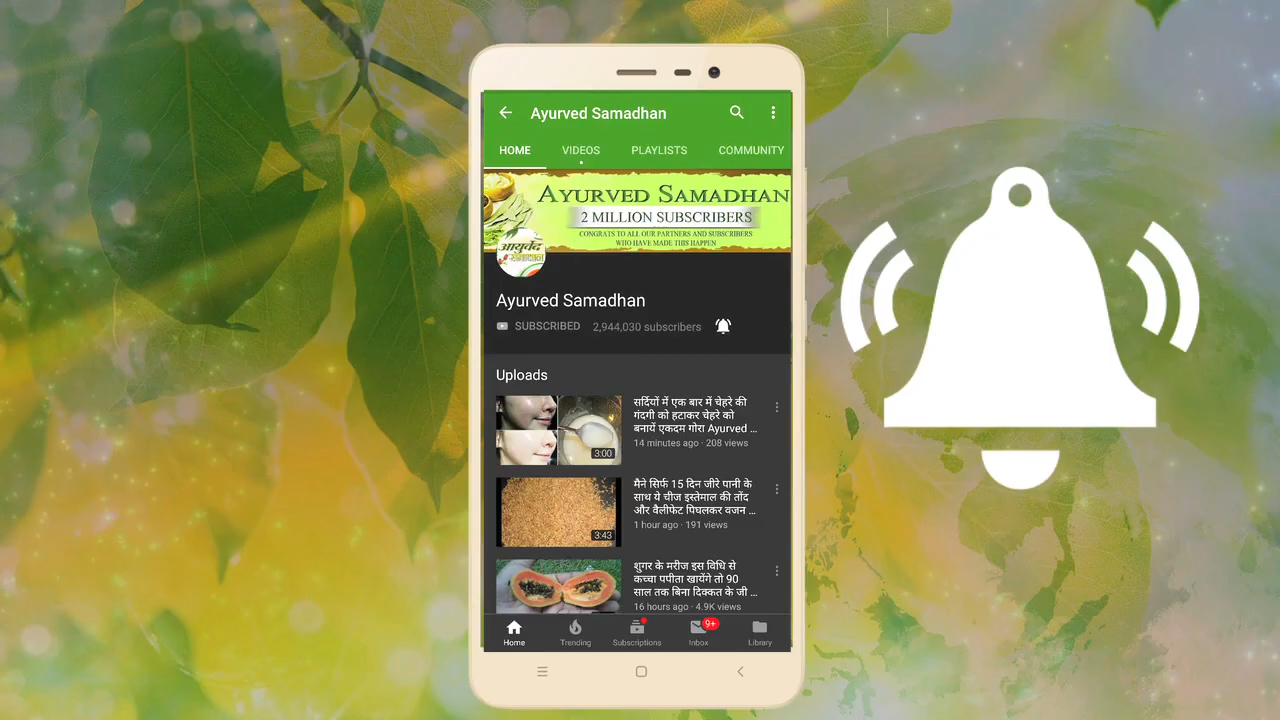 Ayurved Samadhan
HOME VIDEOS PLAYLISTS COMMUNITY
AYURVED SAMADHAN
2 MILLION SUBSCRIBERS
CONGRATS TO ALL OUR PARTNERS AND SUBSCRIBERS
WHO HAVE MADE THIS HAPPEN
आयुर्वेद
समाधान
Ayurved Samadhan
SUBSCRIBED 2,944,030 subscribers
Uploads
सर्दियों में एक बार में चेहरे की
गंदगी को हटाकर चेहरे को
बनायें एकदम गोरा Ayurved ...
14 minutes ago · 208 views
3:00
मैने सिर्फ 15 दिन जीरे पानी के
साथ ये चीज इस्तेमाल की तोंद
और वैलीफेट पिघलकर वजन ...
1 hour ago · 191 views
3:43
शुगर के मरीज इस विधि से
कच्चा पपीता खायेंगे तो 90
साल तक बिना दिक्कत के जी ...
16 hours ago · 4.9K views
9+
Home Trending Subscriptions Inbox Library